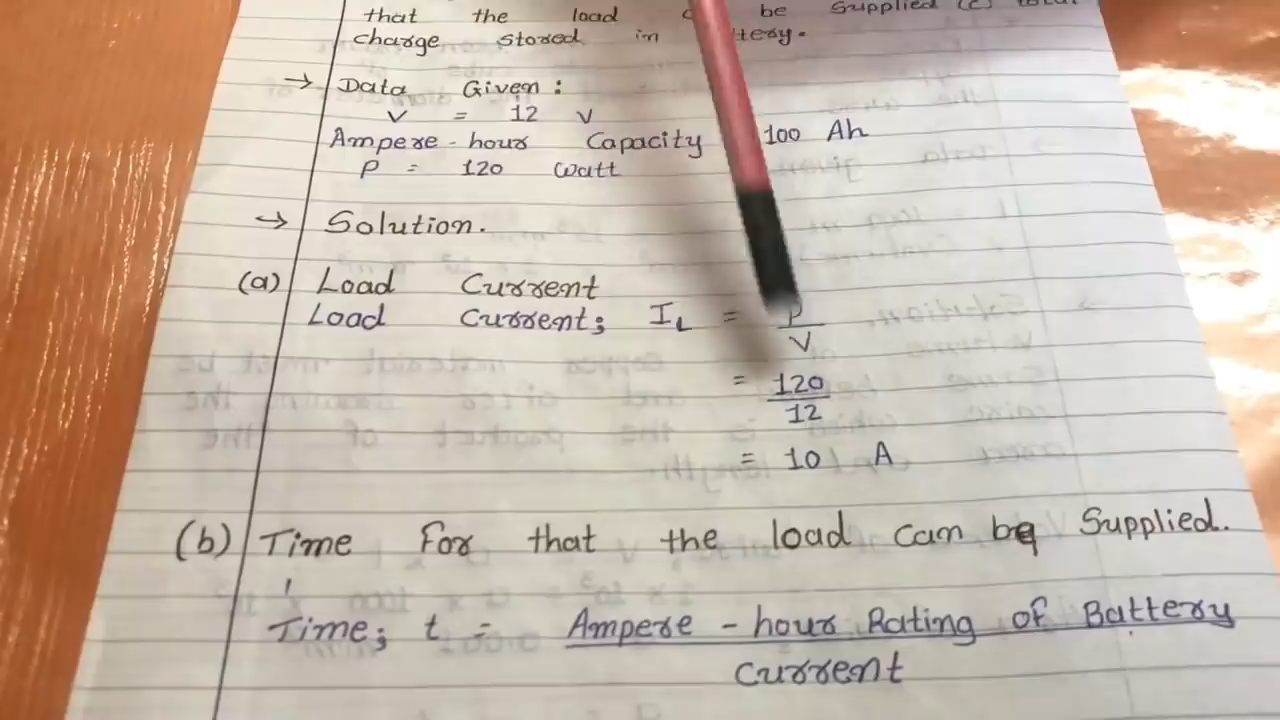 that the load be Supplied (c) total
charge stored in
→ Data Given :
V = 12 V
Ampere - hour Capacity 100 Ah
P = 120 Watt
→ Solution.
(a) Load Current
Load Current; I_L = P/V
= 120/12
= 10 A
(b) Time For that the load can be Supplied.
Time; t = Ampere - hour Rating of Battery
Current